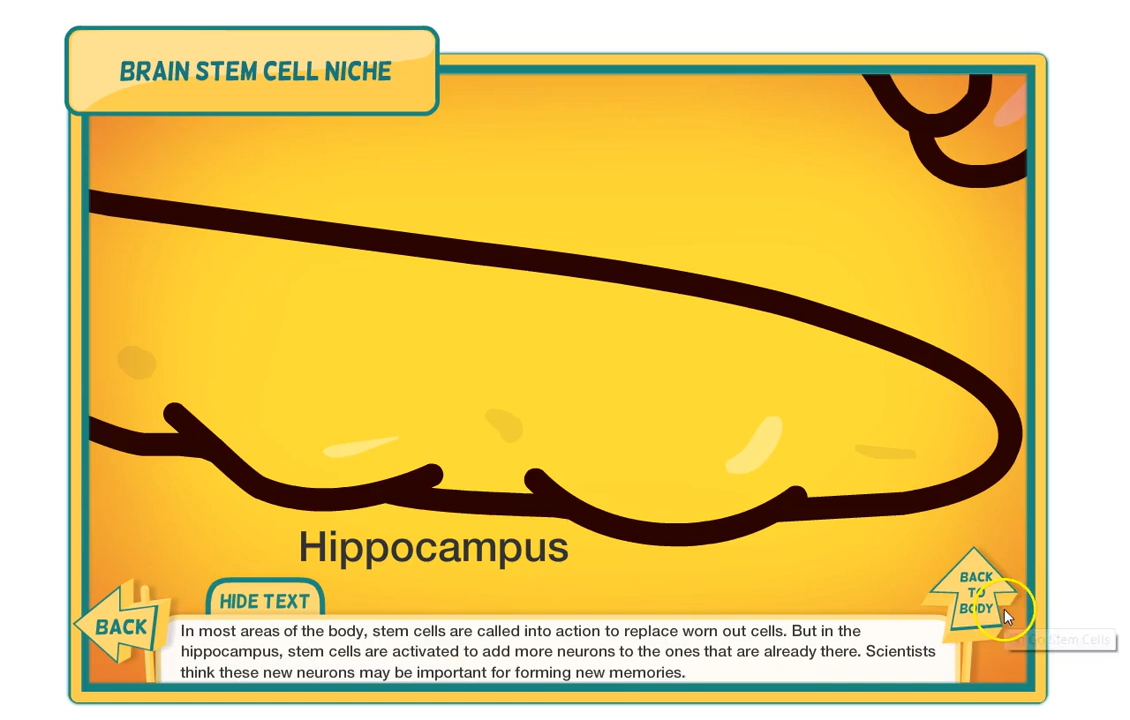 BRAIN STEM CELL NICHE
Hippocampus
BACK
TO
BODY
HIDE TEXT
BACK
In most areas of the body, stem cells are called into action to replace worn out cells. But in the
hippocampus, stem cells are activated to add more neurons to the ones that are already there. Scientists
think these new neurons may be important for forming new memories.
Go Stem Cells